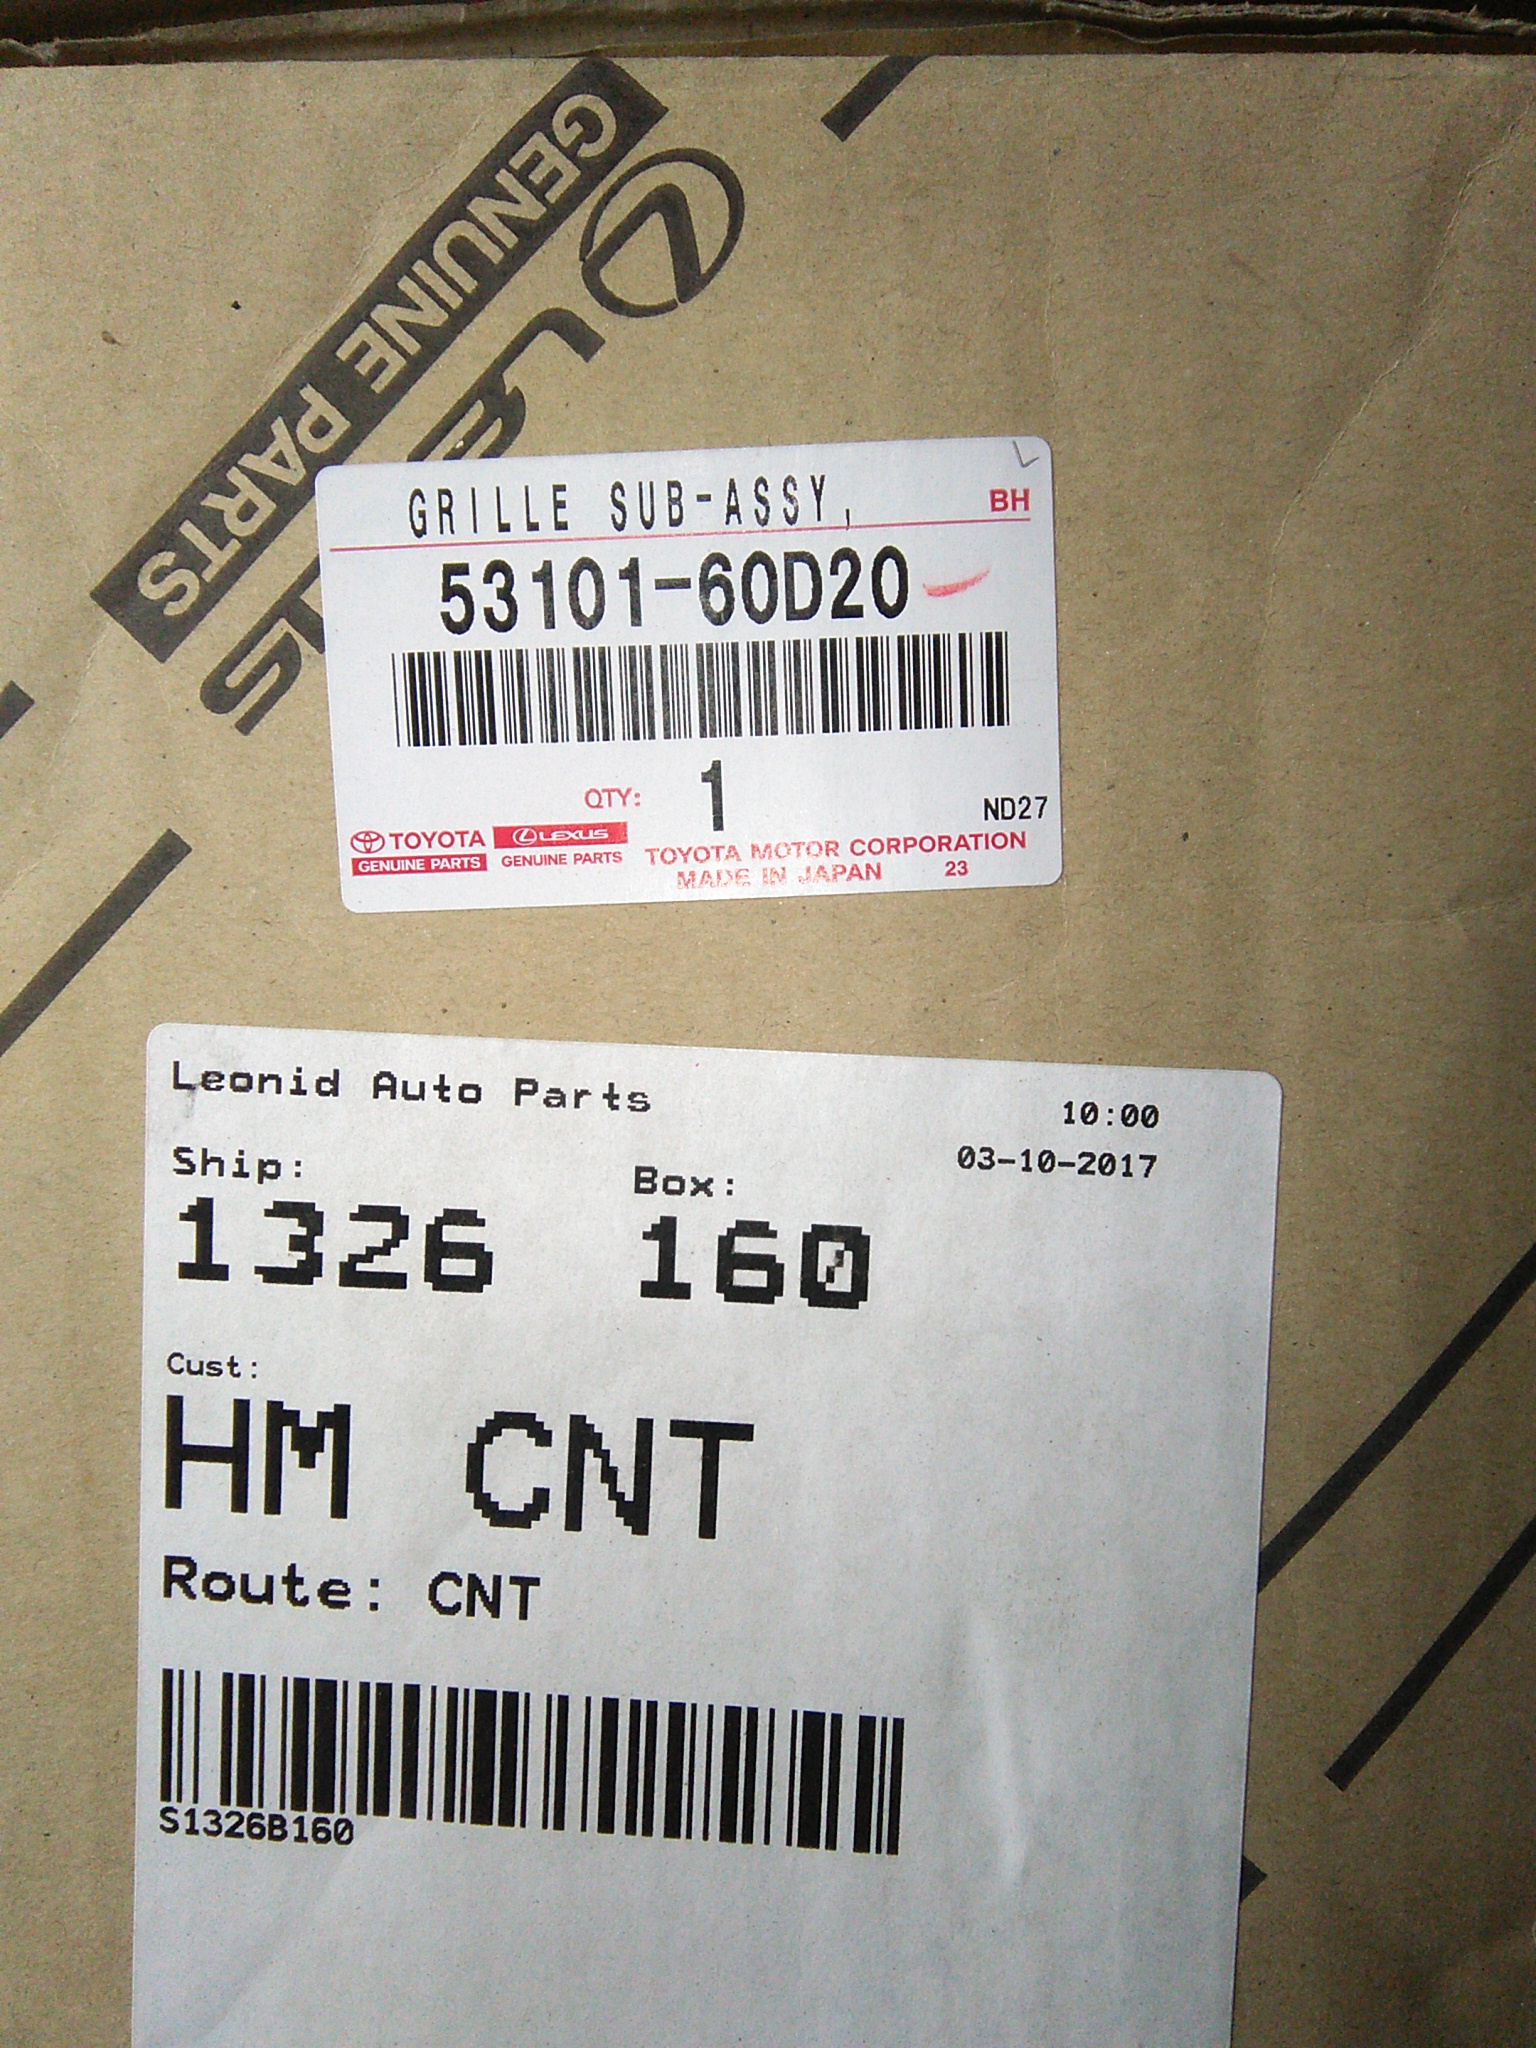 GENUINE PARTS
LEXUS
GRILLE SUB-ASSY,
BH
53101-60D20
QTY: 1
ND27
TOYOTA
GENUINE PARTS
LEXUS
GENUINE PARTS
TOYOTA MOTOR CORPORATION
MADE IN JAPAN 23
Leonid Auto Parts
10:00
03-10-2017
Ship: Box:
1326 160
Cust:
HM CNT
Route: CNT
S1326B160